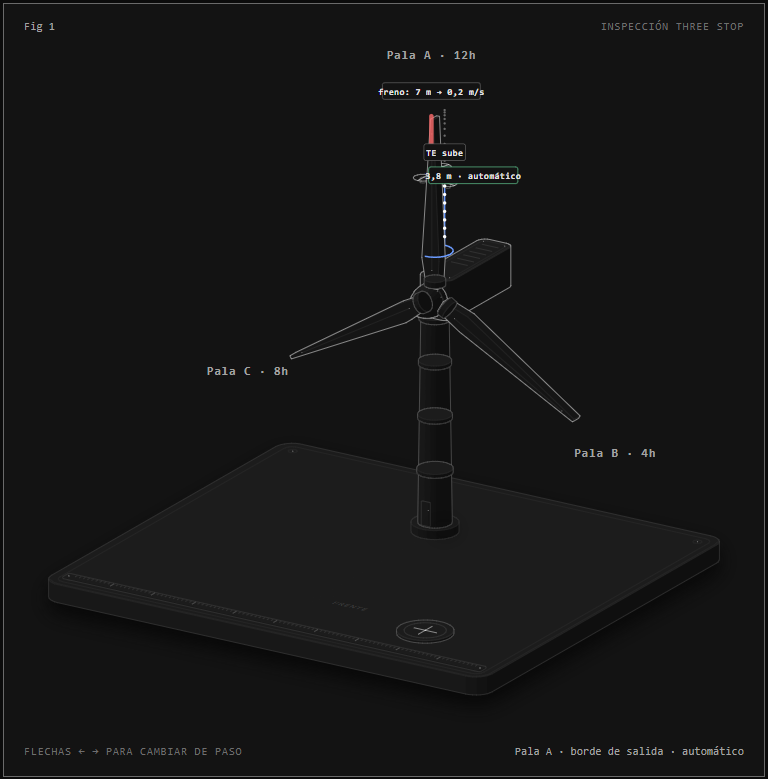 Fig 1
INSPECCIÓN THREE STOP
Pala A · 12h
freno: 7 m → 0,2 m/s
TE sube
3,8 m · automático
Pala C · 8h
Pala B · 4h
FRENTE
FLECHAS ← → PARA CAMBIAR DE PASO
Pala A · borde de salida · automático